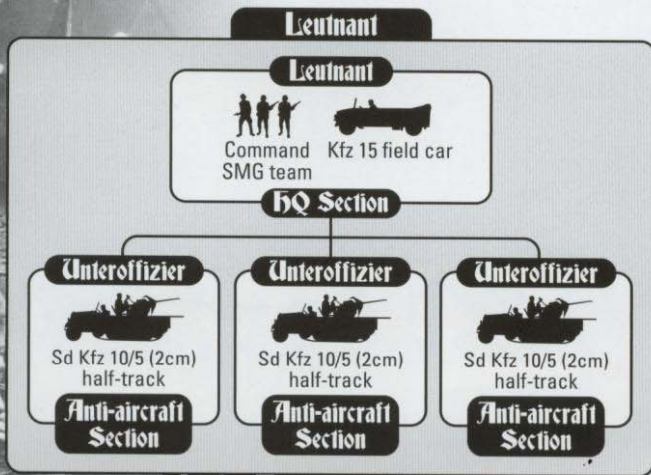 Leutnant
Leutnant
Command
SMG team
Kfz 15 field car
HQ Section
Unteroffizier
Sd Kfz 10/5 (2cm)
half-track
Anti-aircraft
Section
Unteroffizier
Sd Kfz 10/5 (2cm)
half-track
Anti-aircraft
Section
Unteroffizier
Sd Kfz 10/5 (2cm)
half-track
Anti-aircraft
Section